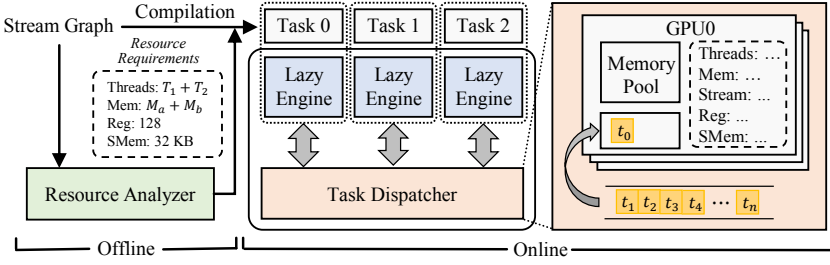 Stream Graph
Compilation
Resource
Requirements
Threads: T₁ + T₂
Mem: Mₐ + M_b
Reg: 128
SMem: 32 KB
Resource Analyzer
Offline
Task 0
Task 1
Task 2
Lazy
Engine
Lazy
Engine
Lazy
Engine
Task Dispatcher
Online
GPU0
Memory
Pool
Threads: ...
Mem: ...
Stream: ...
Reg: ...
SMem: ...
t₀
t₁ t₂ t₃ t₄ ··· tₙ